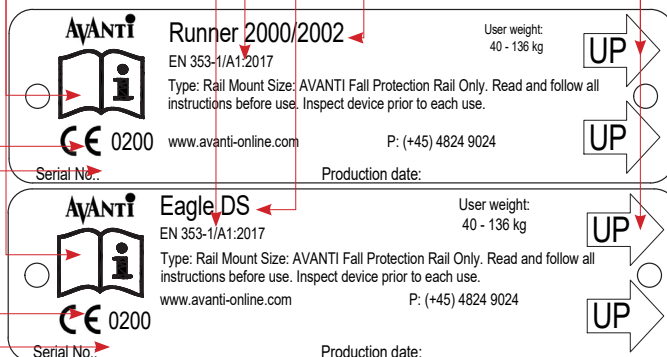 AVANTi
Runner 2000/2002
User weight:
40 - 136 kg
UP
EN 353-1/A1:2017
Type: Rail Mount Size: AVANTI Fall Protection Rail Only. Read and follow all
instructions before use. Inspect device prior to each use.
i
UP
CE 0200
www.avanti-online.com
P: (+45) 4824 9024
Serial No.:
Production date:
AVANTi
Eagle DS
User weight:
40 - 136 kg
UP
EN 353-1/A1:2017
Type: Rail Mount Size: AVANTI Fall Protection Rail Only. Read and follow all
instructions before use. Inspect device prior to each use.
i
www.avanti-online.com
P: (+45) 4824 9024
UP
CE 0200
Serial No.:
Production date: